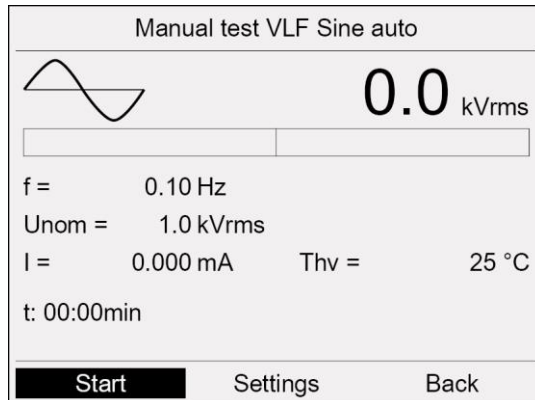 Manual test VLF Sine auto
0.0 kVrms
f = 0.10 Hz
Unom = 1.0 kVrms
I = 0.000 mA Thv = 25 °C
t: 00:00min
Start Settings Back